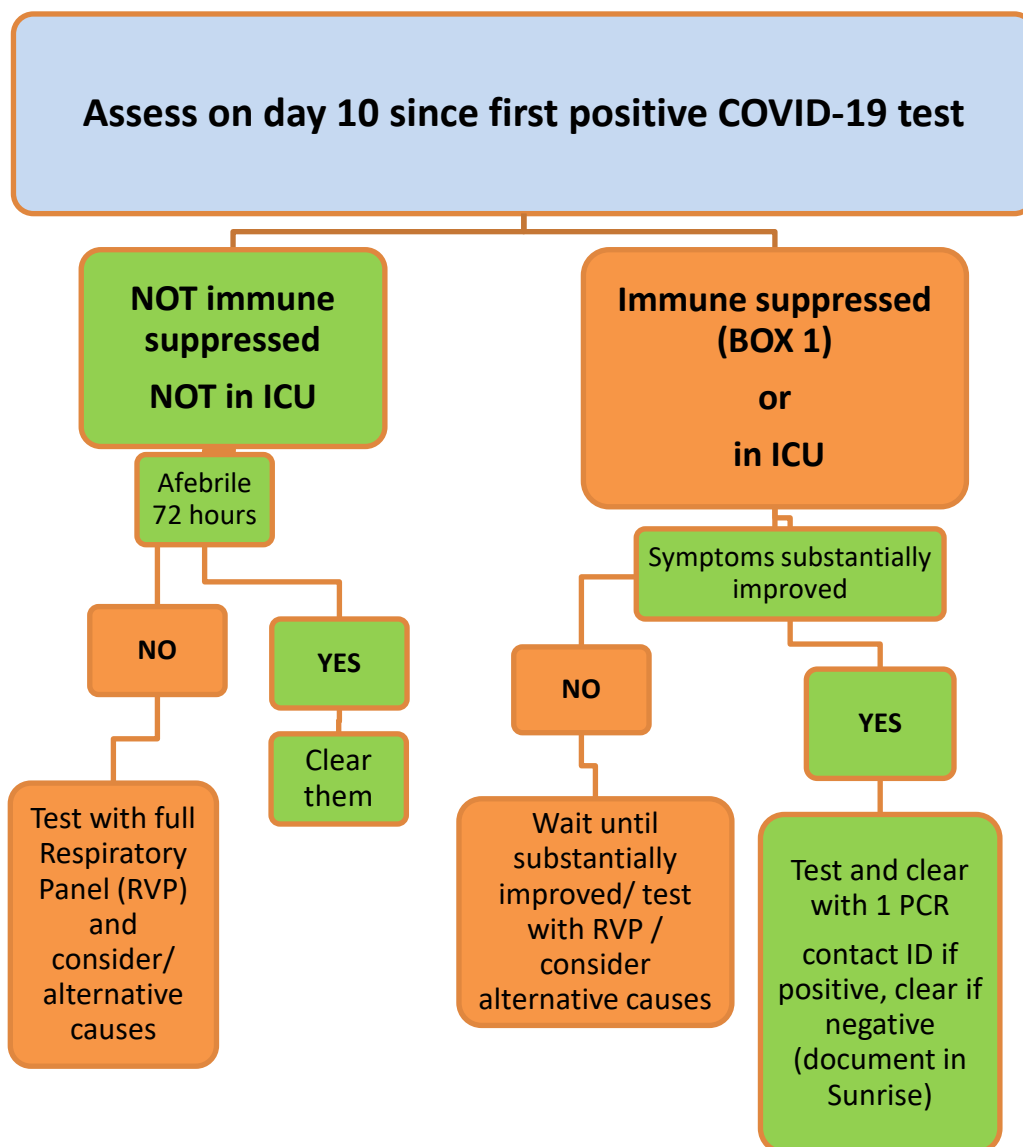 Assess on day 10 since first positive COVID-19 test
NOT immune
suppressed
NOT in ICU
Immune suppressed
(BOX 1)
or
in ICU
Afebrile
72 hours
Symptoms substantially
improved
NO
YES
NO
YES
Clear
them
Test with full
Respiratory
Panel (RVP)
and
consider/
alternative
causes
Wait until
substantially
improved/ test
with RVP /
consider
alternative causes
Test and clear
with 1 PCR
contact ID if
positive, clear if
negative
(document in
Sunrise)